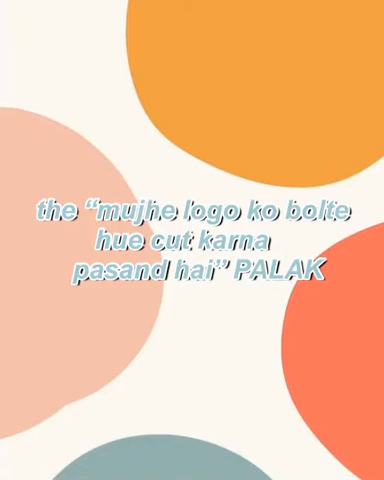 the “mujhe logo ko bolte
hue cut karna
pasand hai” PALAK